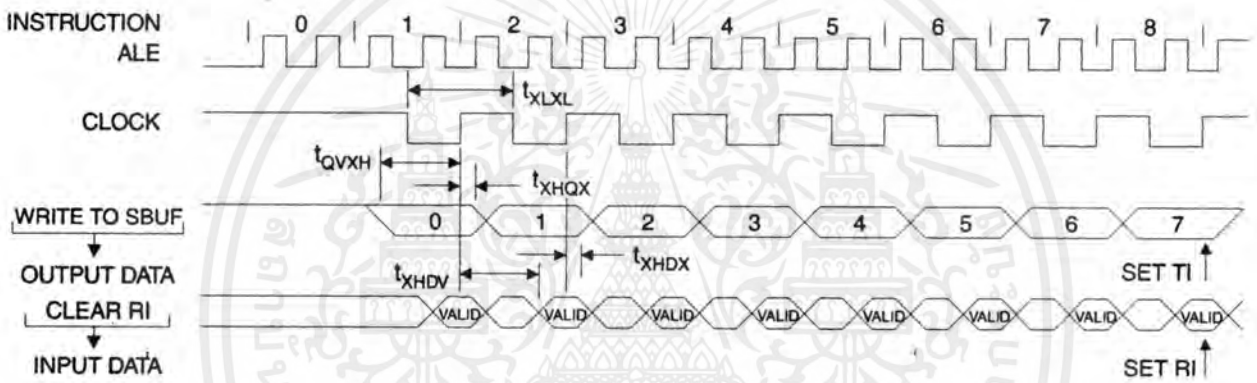 INSTRUCTION 0 1 2 3 4 5 6 7 8
ALE
tXLXL
CLOCK
tQVXH
tXHQX
WRITE TO SBUF
0 1 2 3 4 5 6 7
OUTPUT DATA
tXHDV
tXHDX
SET TI
CLEAR RI
VALID VALID VALID VALID VALID VALID VALID VALID
INPUT DATA
SET RI